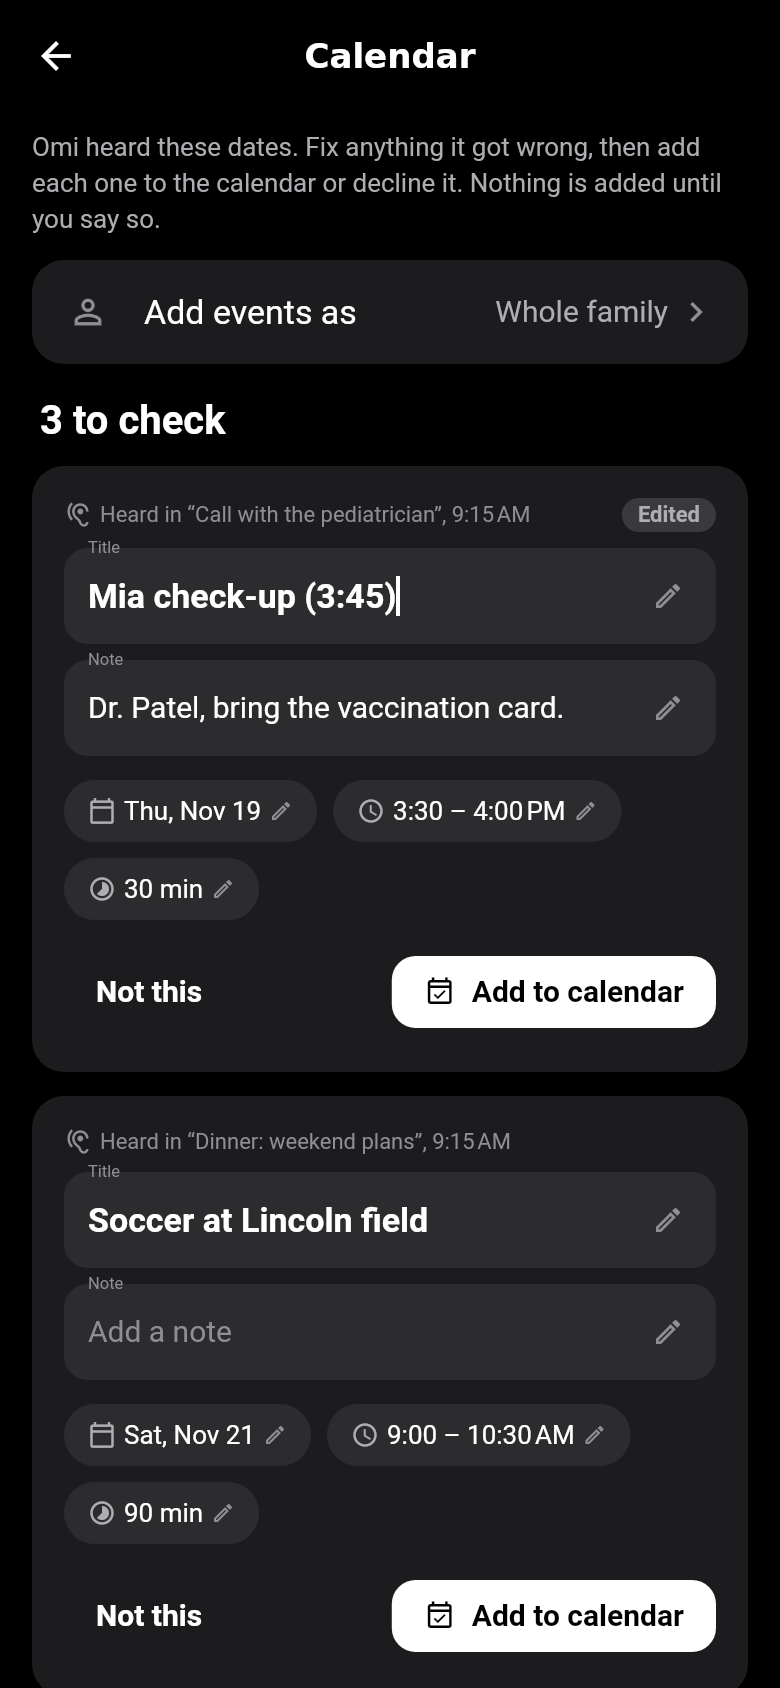 Calendar
Omi heard these dates. Fix anything it got wrong, then add
each one to the calendar or decline it. Nothing is added until
you say so.
Add events as
Whole family
3 to check
Heard in “Call with the pediatrician”, 9:15 AM
Edited
Title
Mia check-up (3:45)
Note
Dr. Patel, bring the vaccination card.
Thu, Nov 19
3:30 – 4:00 PM
30 min
Not this
Add to calendar
Heard in “Dinner: weekend plans”, 9:15 AM
Title
Soccer at Lincoln field
Note
Add a note
Sat, Nov 21
9:00 – 10:30 AM
90 min
Not this
Add to calendar